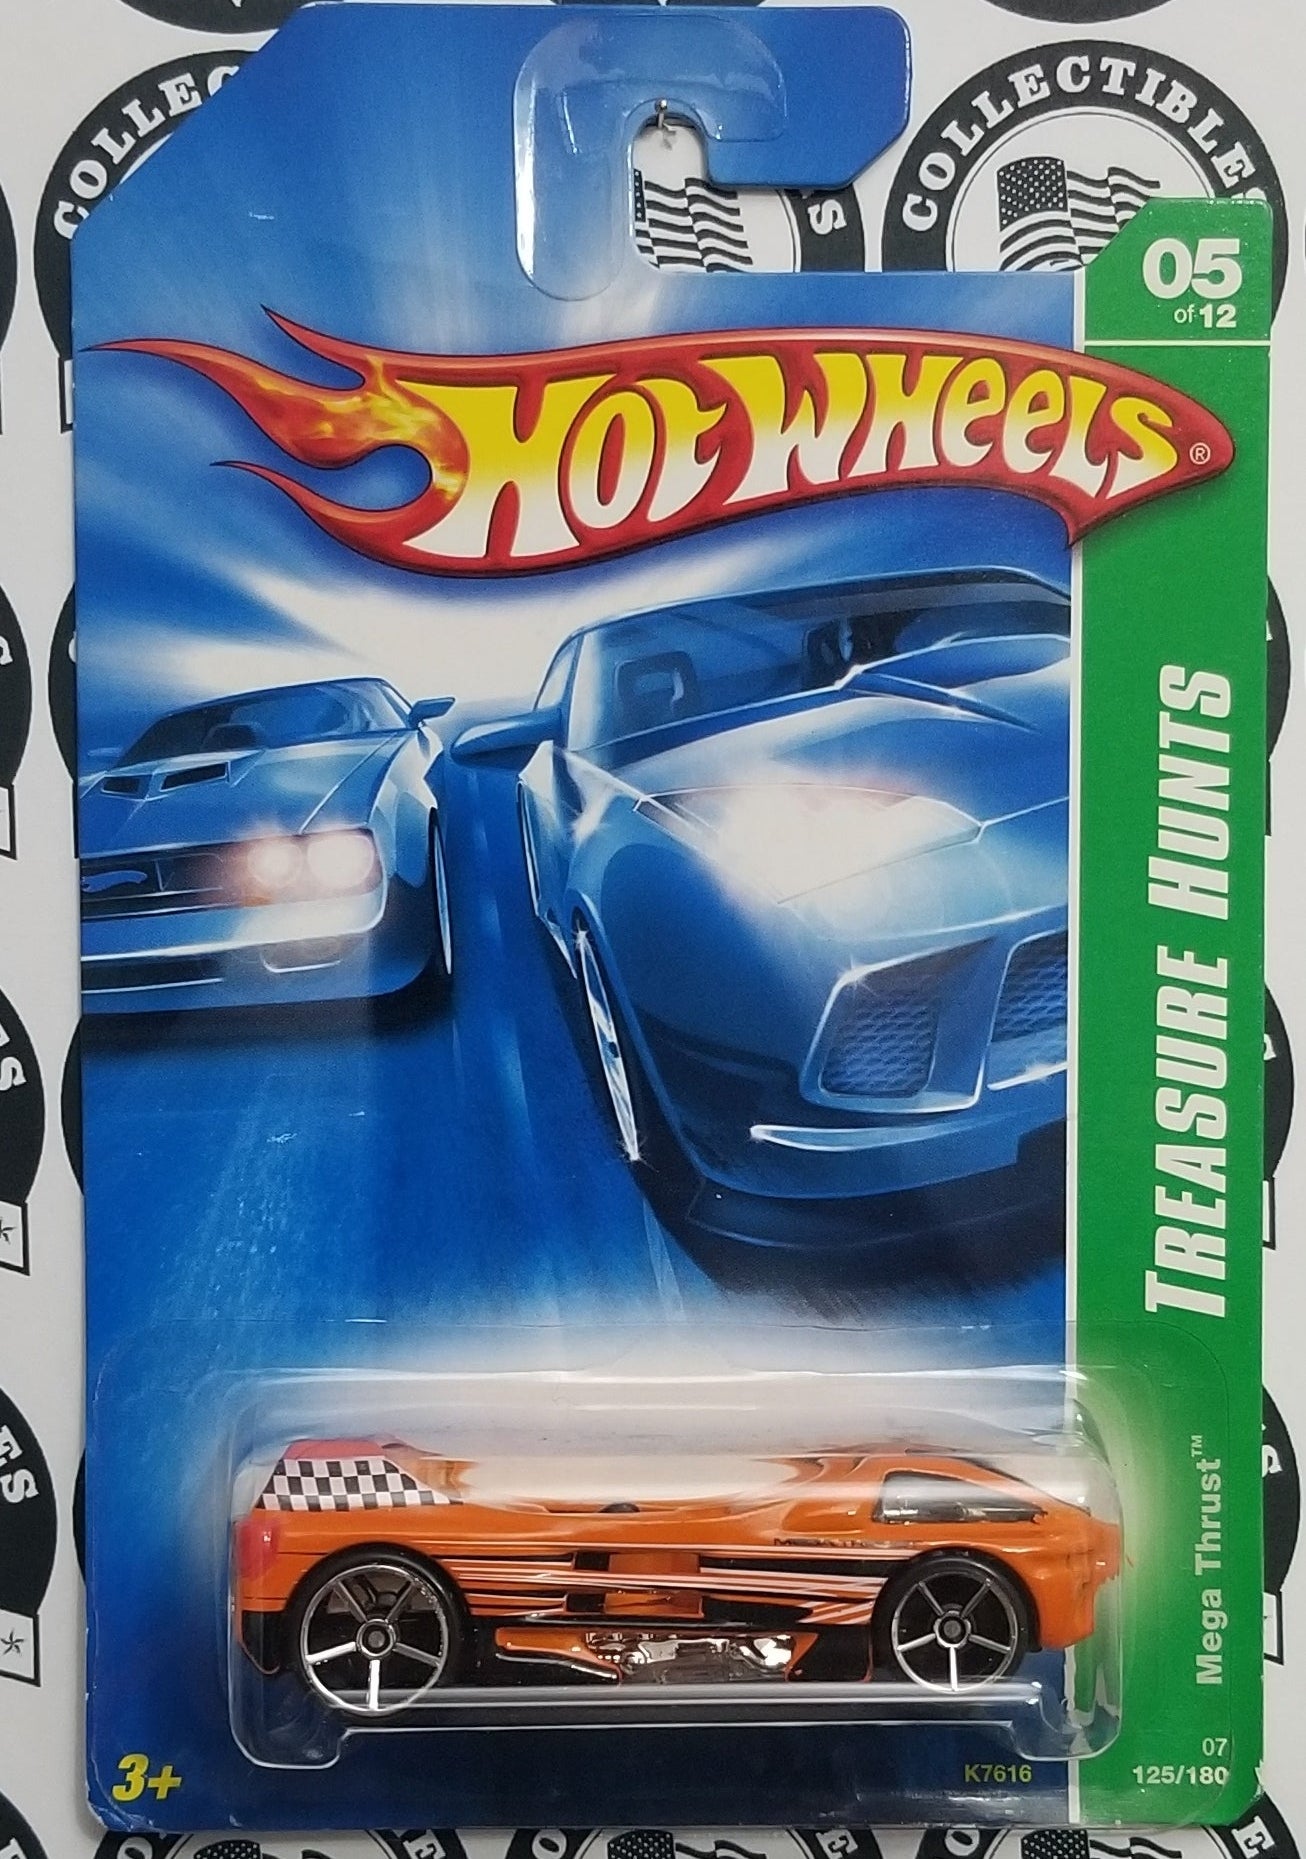 COLLECTIBLES
05
of 12
HOT WHEELS®
TREASURE HUNTS
Mega Thrust™
3+
K7616
07
125/180